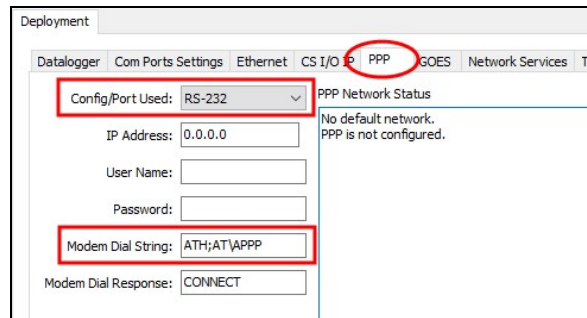 Deployment
Datalogger Com Ports Settings Ethernet CS I/O IP PPP GOES Network Services
Config/Port Used: RS-232
PPP Network Status
No default network.
PPP is not configured.
IP Address: 0.0.0.0
User Name:
Password:
Modem Dial String: ATH;AT\APPP
Modem Dial Response: CONNECT